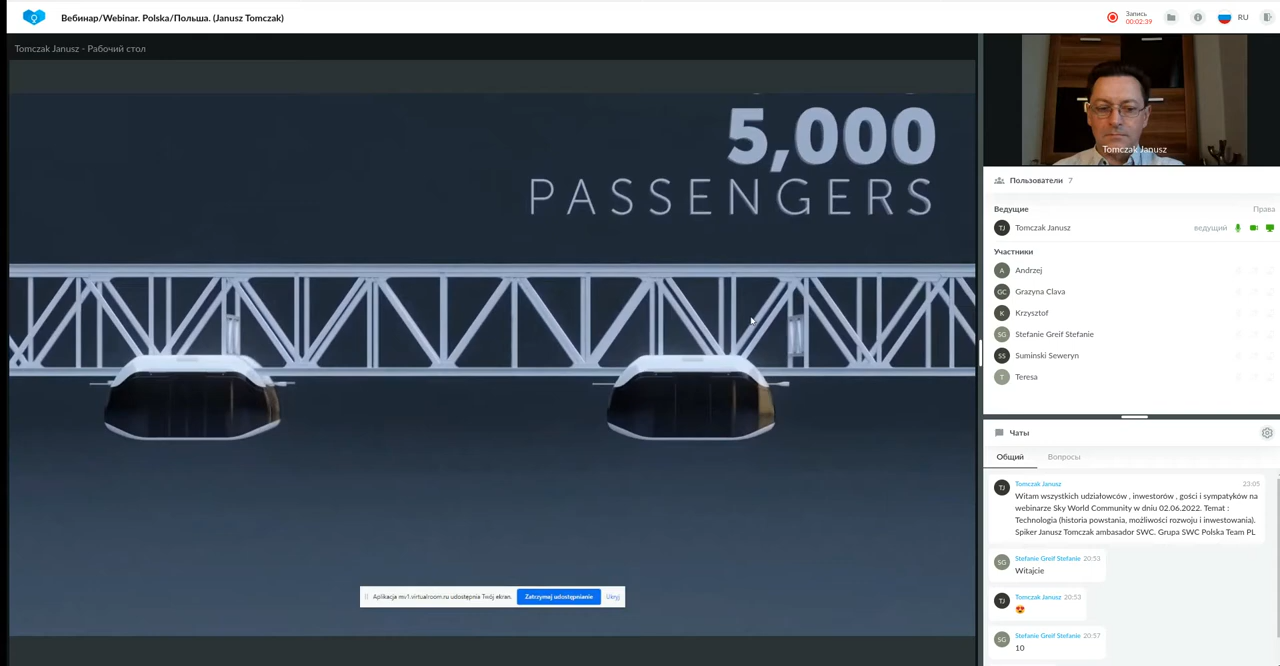 Вебинар/Webinar. Polska/Польша. (Janusz Tomczak)
Запись
00:02:39
RU
Tomczak Janusz - Рабочий стол
5,000
PASSENGERS
Aplikacja mv1.virtualroom.ru udostępnia Twój ekran.
Zatrzymaj udostępnianie
Ukryj
Tomczak Janusz
Пользователи 7
Ведущие
Права
TJ
Tomczak Janusz
ведущий
Участники
A
Andrzej
GC
Grazyna Clava
K
Krzysztof
SG
Stefanie Greif Stefanie
SS
Suminski Seweryn
T
Teresa
Чаты
Общий
Вопросы
TJ
Tomczak Janusz
23:05
Witam wszystkich udziałowców , inwestorów , gości i sympatyków na
webinarze Sky World Community w dniu 02.06.2022. Temat :
Technologia (historia powstania, możliwości rozwoju i inwestowania).
Spiker Janusz Tomczak ambasador SWC. Grupa SWC Polska Team PL
SG
Stefanie Greif Stefanie 20:53
Witajcie
TJ
Tomczak Janusz 20:53
😍
SG
Stefanie Greif Stefanie 20:57
10